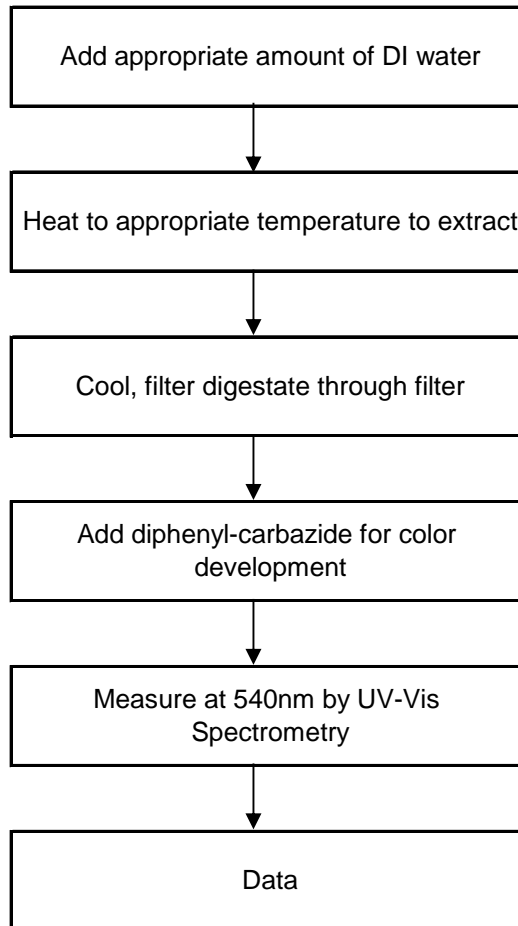 Add appropriate amount of DI water
Heat to appropriate temperature to extract
Cool, filter digestate through filter
Add diphenyl-carbazide for color
development
Measure at 540nm by UV-Vis
Spectrometry
Data